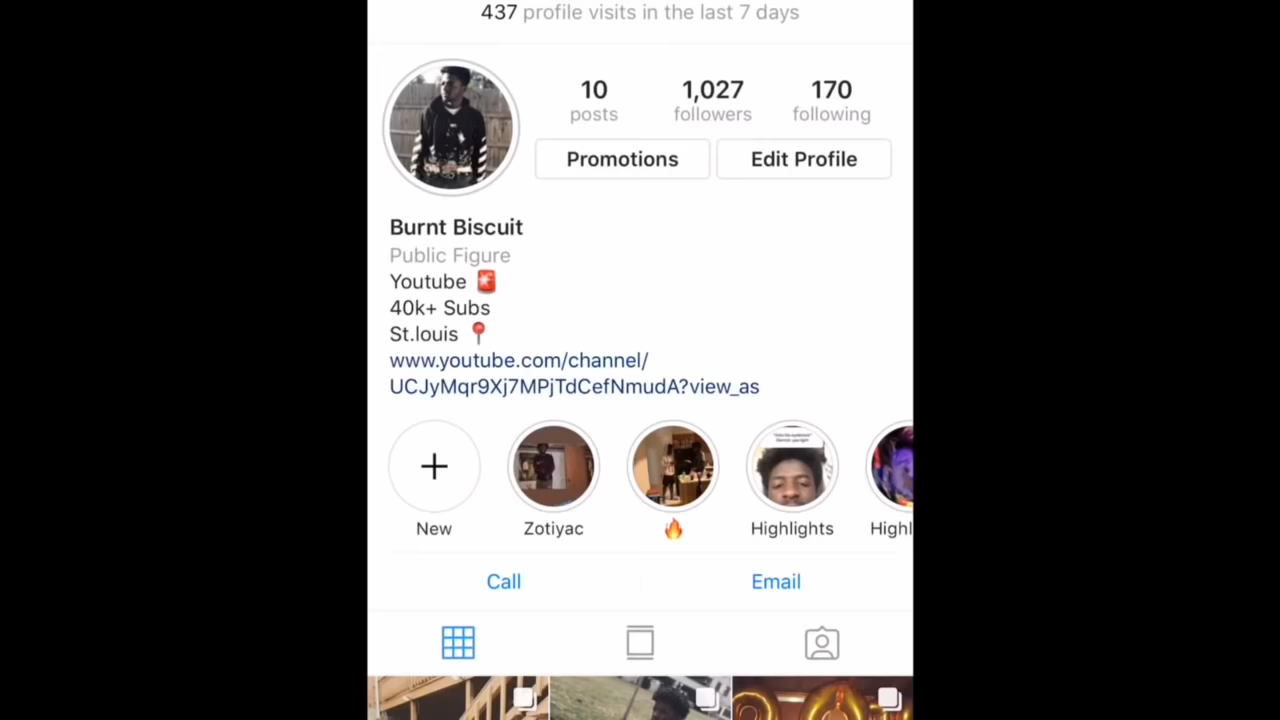 437 profile visits in the last 7 days
10 1,027 170
posts followers following
Promotions Edit Profile
Burnt Biscuit
Public Figure
Youtube 🚨
40k+ Subs
St.louis 📍
www.youtube.com/channel/
UCJyMqr9Xj7MPjTdCefNmudA?view_as
New Zotiyac 🔥 Highlights Highl
Call Email